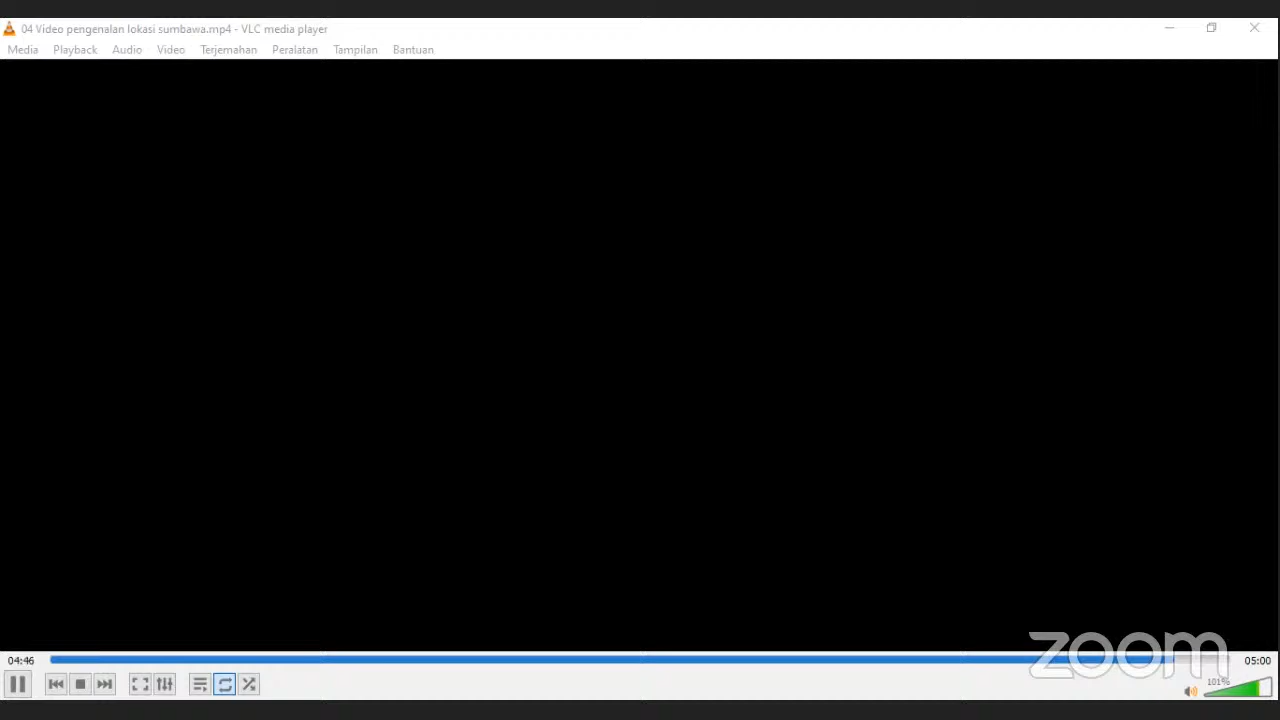 04 Video pengenalan lokasi sumbawa.mp4 - VLC media player
Media Playback Audio Video Terjemahan Peralatan Tampilan Bantuan
04:46
05:00
zoom
101%